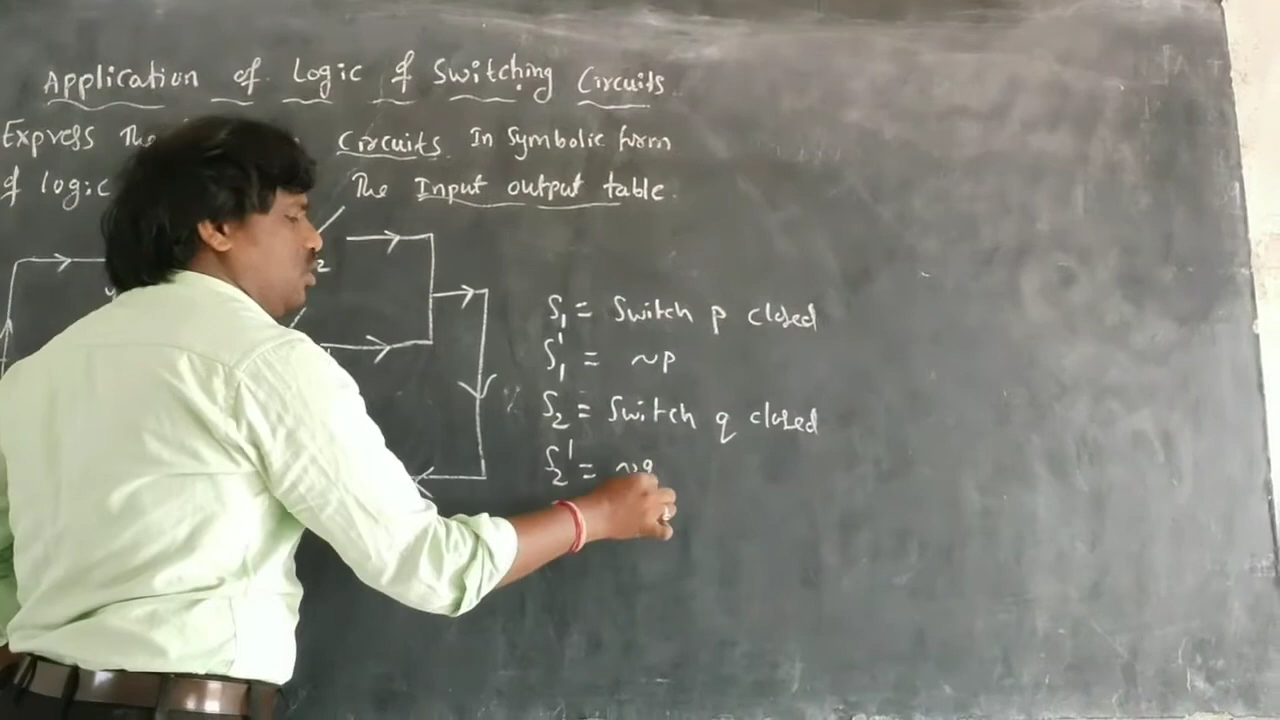 Application of Logic of Switching Circuits
Express The Circuits In Symbolic form
of logic The Input output table.
2
S1 = Switch p closed
S1' = ~p
S2 = Switch q closed
S2' = ~q